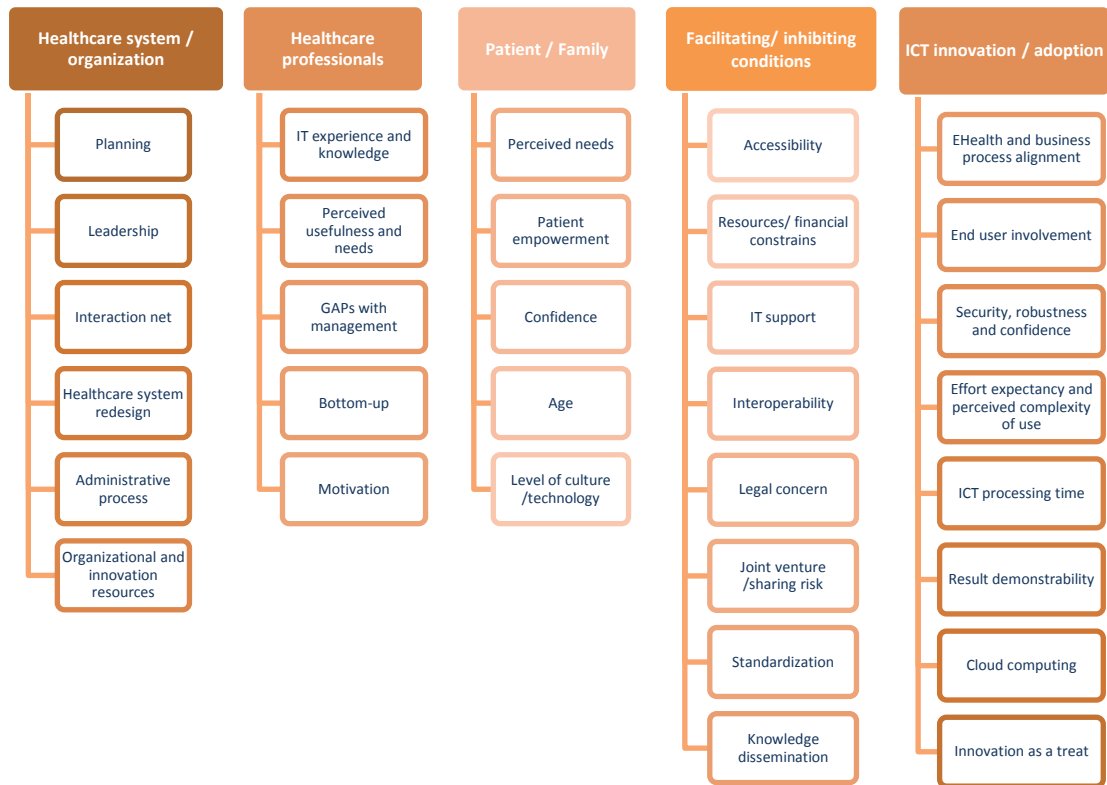 Healthcare system /
organization
Planning
Leadership
Interaction net
Healthcare system
redesign
Administrative
process
Organizational and
innovation
resources
Healthcare
professionals
IT experience and
knowledge
Perceived
usefulness and
needs
GAPs with
management
Bottom-up
Motivation
Patient / Family
Perceived needs
Patient
empowerment
Confidence
Age
Level of culture
/technology
Facilitating/ inhibiting
conditions
Accessibility
Resources/ financial
constrains
IT support
Interoperability
Legal concern
Joint venture
/sharing risk
Standardization
Knowledge
dissemination
ICT innovation / adoption
EHealth and business
process alignment
End user involvement
Security, robustness
and confidence
Effort expectancy and
perceived complexity
of use
ICT processing time
Result demonstrability
Cloud computing
Innovation as a treat